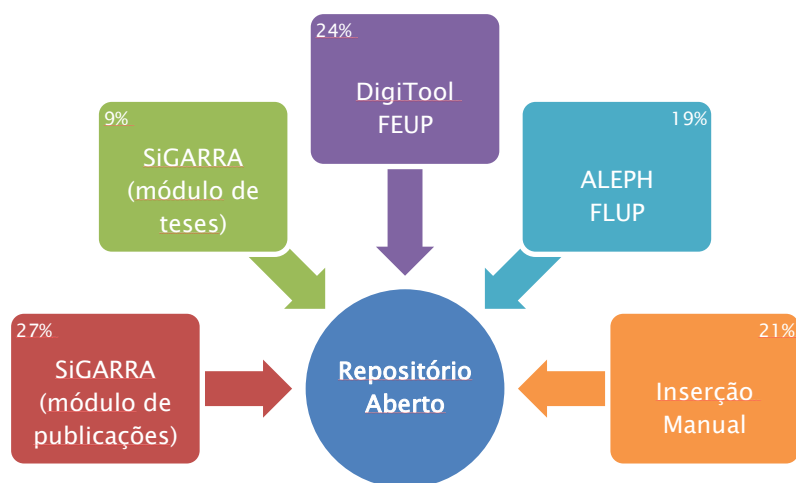 24%
DigiTool
FEUP
9%
SiGARRA
(módulo de
teses)
19%
ALEPH
FLUP
27%
SiGARRA
(módulo de
publicações)
Repositório
Aberto
21%
Inserção
Manual